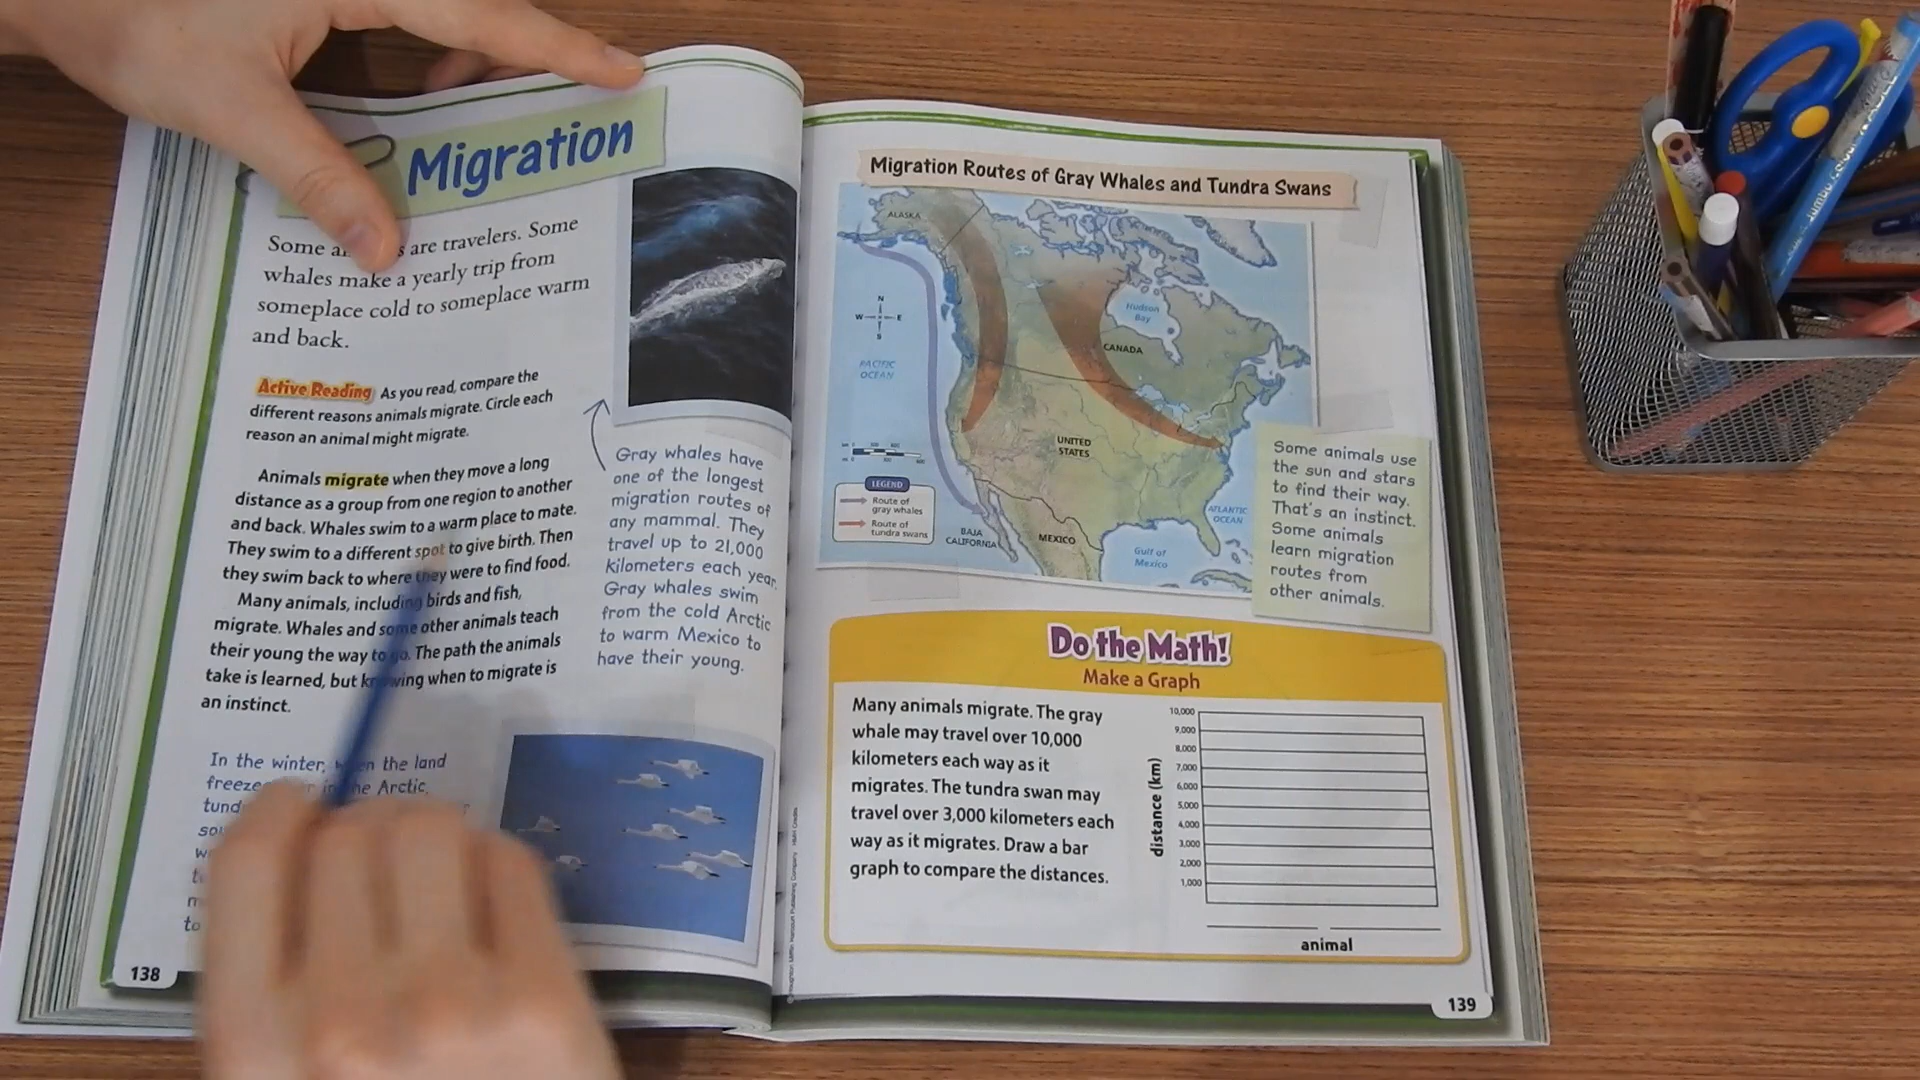 Migration
Some are travelers. Some
whales make a yearly trip from
someplace cold to someplace warm
and back.
Active Reading As you read, compare the
different reasons animals migrate. Circle each
reason an animal might migrate.
Animals migrate when they move a long
distance as a group from one region to another
and back. Whales swim to a warm place to mate.
They swim to a different spot to give birth. Then
they swim back to where they were to find food.
Many animals, including birds and fish,
migrate. Whales and some other animals teach
their young the way to go. The path the animals
take is learned, but knowing when to migrate is
an instinct.
Gray whales have
one of the longest
migration routes of
any mammal. They
travel up to 21,000
kilometers each year.
Gray whales swim
from the cold Arctic
to warm Mexico to
have their young.
In the winter, when the land
Arctic,
138
Migration Routes of Gray Whales and Tundra Swans
ALASKA
N
W E
S
Hudson
Bay
CANADA
PACIFIC
OCEAN
UNITED
STATES
LEGEND
Route of
gray whales
Route of
tundra swans
BAJA
CALIFORNIA
MEXICO
Gulf of
Mexico
ATLANTIC
OCEAN
Some animals use
the sun and stars
to find their way.
That's an instinct.
Some animals
learn migration
routes from
other animals.
Do the Math!
Make a Graph
Many animals migrate. The gray
whale may travel over 10,000
kilometers each way as it
migrates. The tundra swan may
travel over 3,000 kilometers each
way as it migrates. Draw a bar
graph to compare the distances.
distance (km)
10,000
9,000
8,000
7,000
6,000
5,000
4,000
3,000
2,000
1,000
animal
139